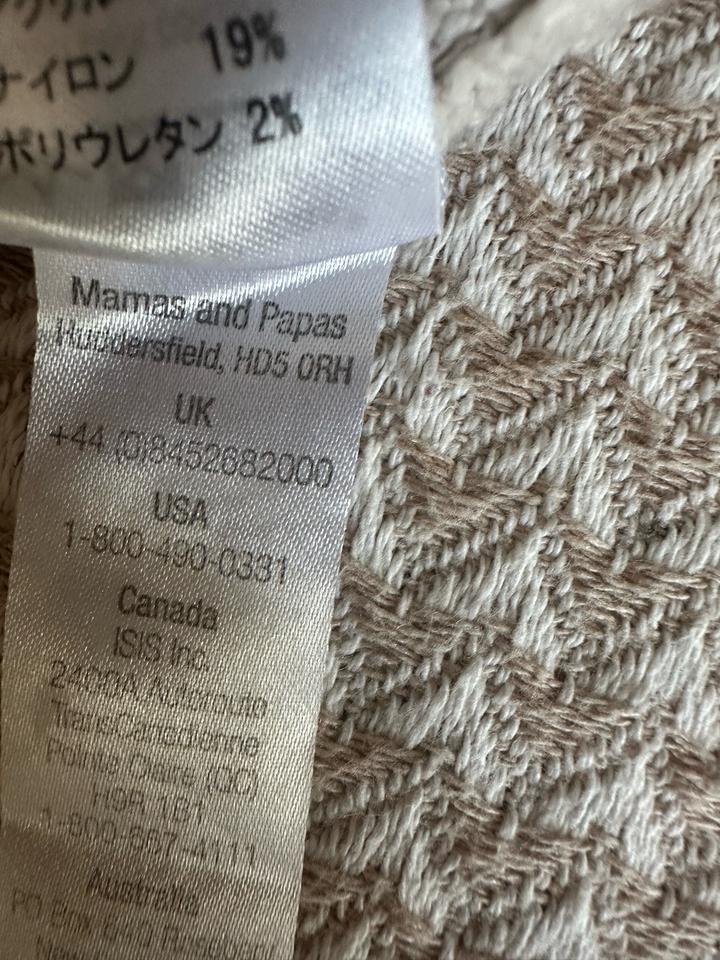 19%
ナイロン
ポリウレタン 2%
Mamas and Papas
Huddersfield, HD5 0RH
UK
+44 (0)8452682000
USA
1-800-490-0331
Canada
ISIS Inc.
2400A Autoroute
TransCanadienne
Pointe Claire (QC)
H9R 1B1
1-800-667-4111
Australia
PO Box